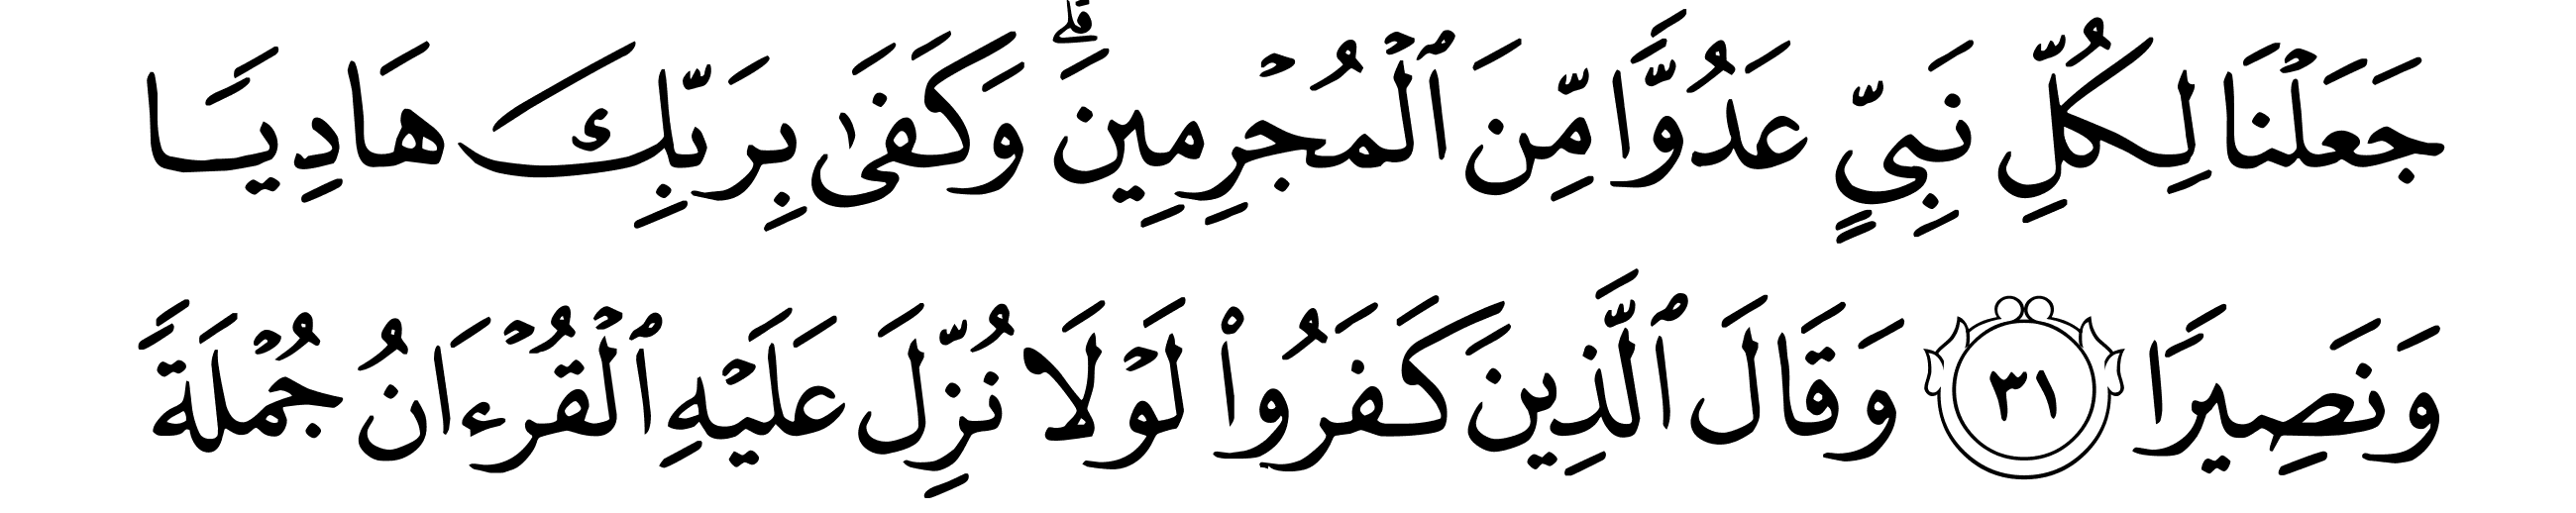 جَعَلۡنَا لِكُلِّ نَبِيٍّ عَدُوّٗا مِّنَ ٱلۡمُجۡرِمِينَۗ وَكَفَىٰ بِرَبِّكَ هَادِيٗا
وَنَصِيرٗا ٣١ وَقَالَ ٱلَّذِينَ كَفَرُواْ لَوۡلَا نُزِّلَ عَلَيۡهِ ٱلۡقُرۡءَانُ جُمۡلَةٗ